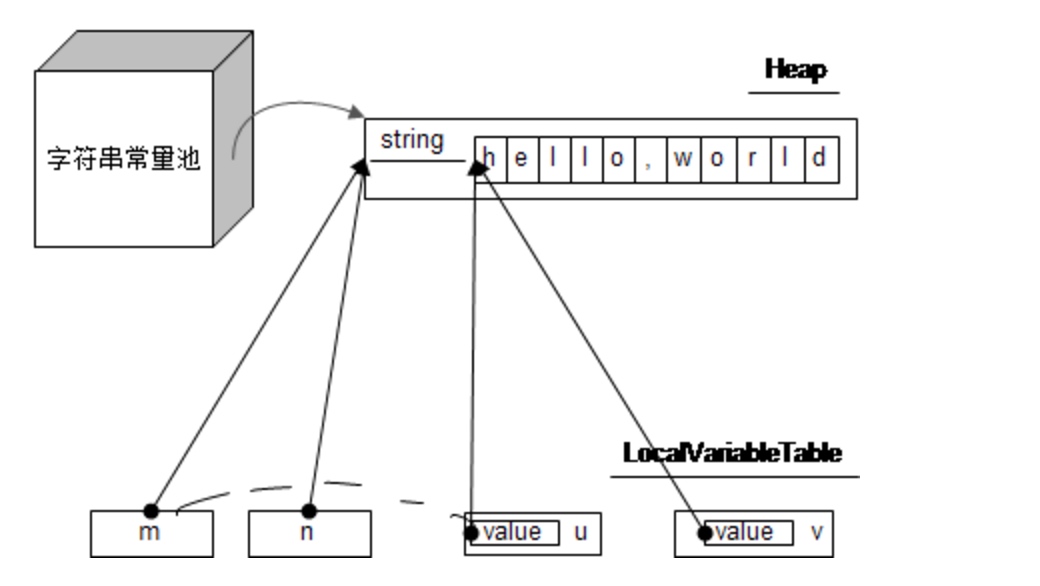 Heap
字符串常量池
string
h e l l o , w o r l d
LocalVariableTable
m
n
value u
value v